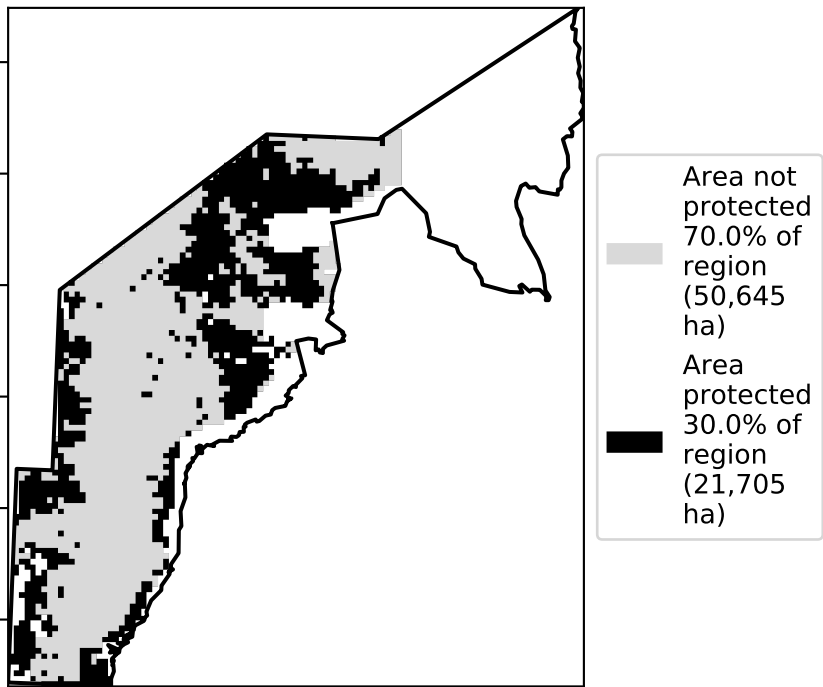 Area not
protected
70.0% of
region
(50,645
ha)
Area
protected
30.0% of
region
(21,705
ha)